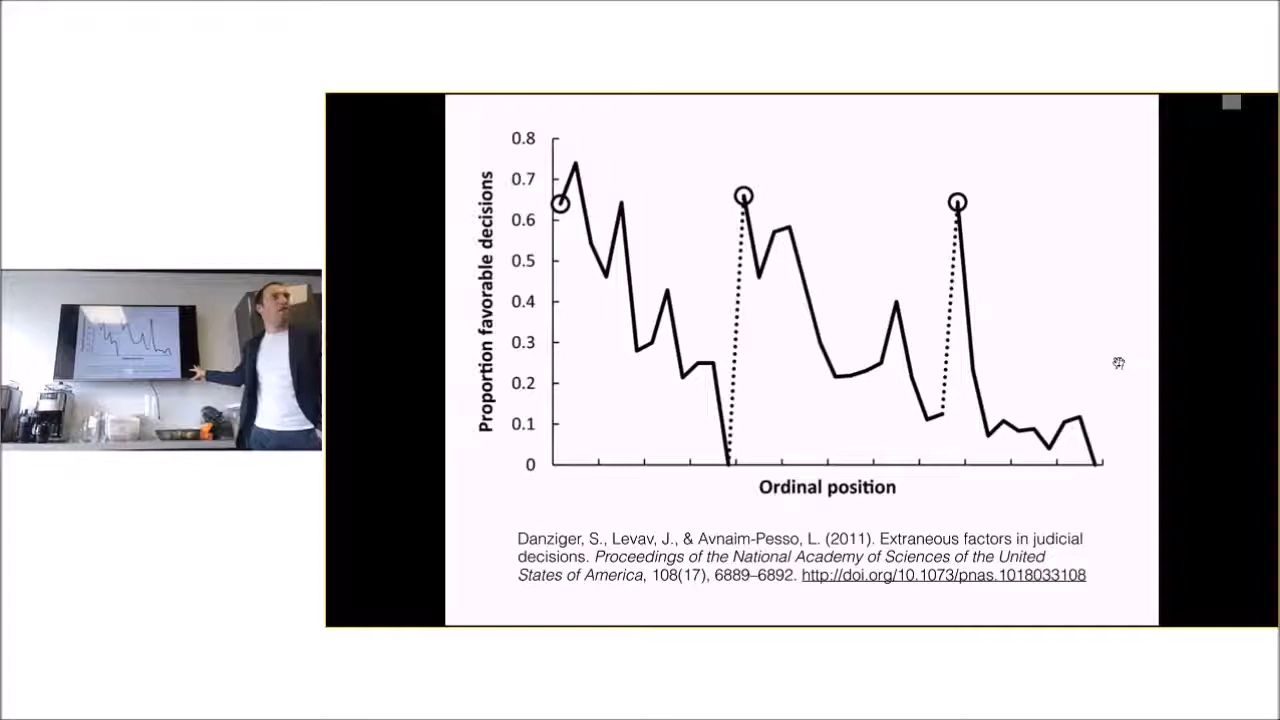 0.8
0.7
0.6
0.5
0.4
0.3
0.2
0.1
0
Proportion favorable decisions
Ordinal position
Danziger, S., Levav, J., & Avnaim-Pesso, L. (2011). Extraneous factors in judicial
decisions. Proceedings of the National Academy of Sciences of the United
States of America, 108(17), 6889–6892. http://doi.org/10.1073/pnas.1018033108